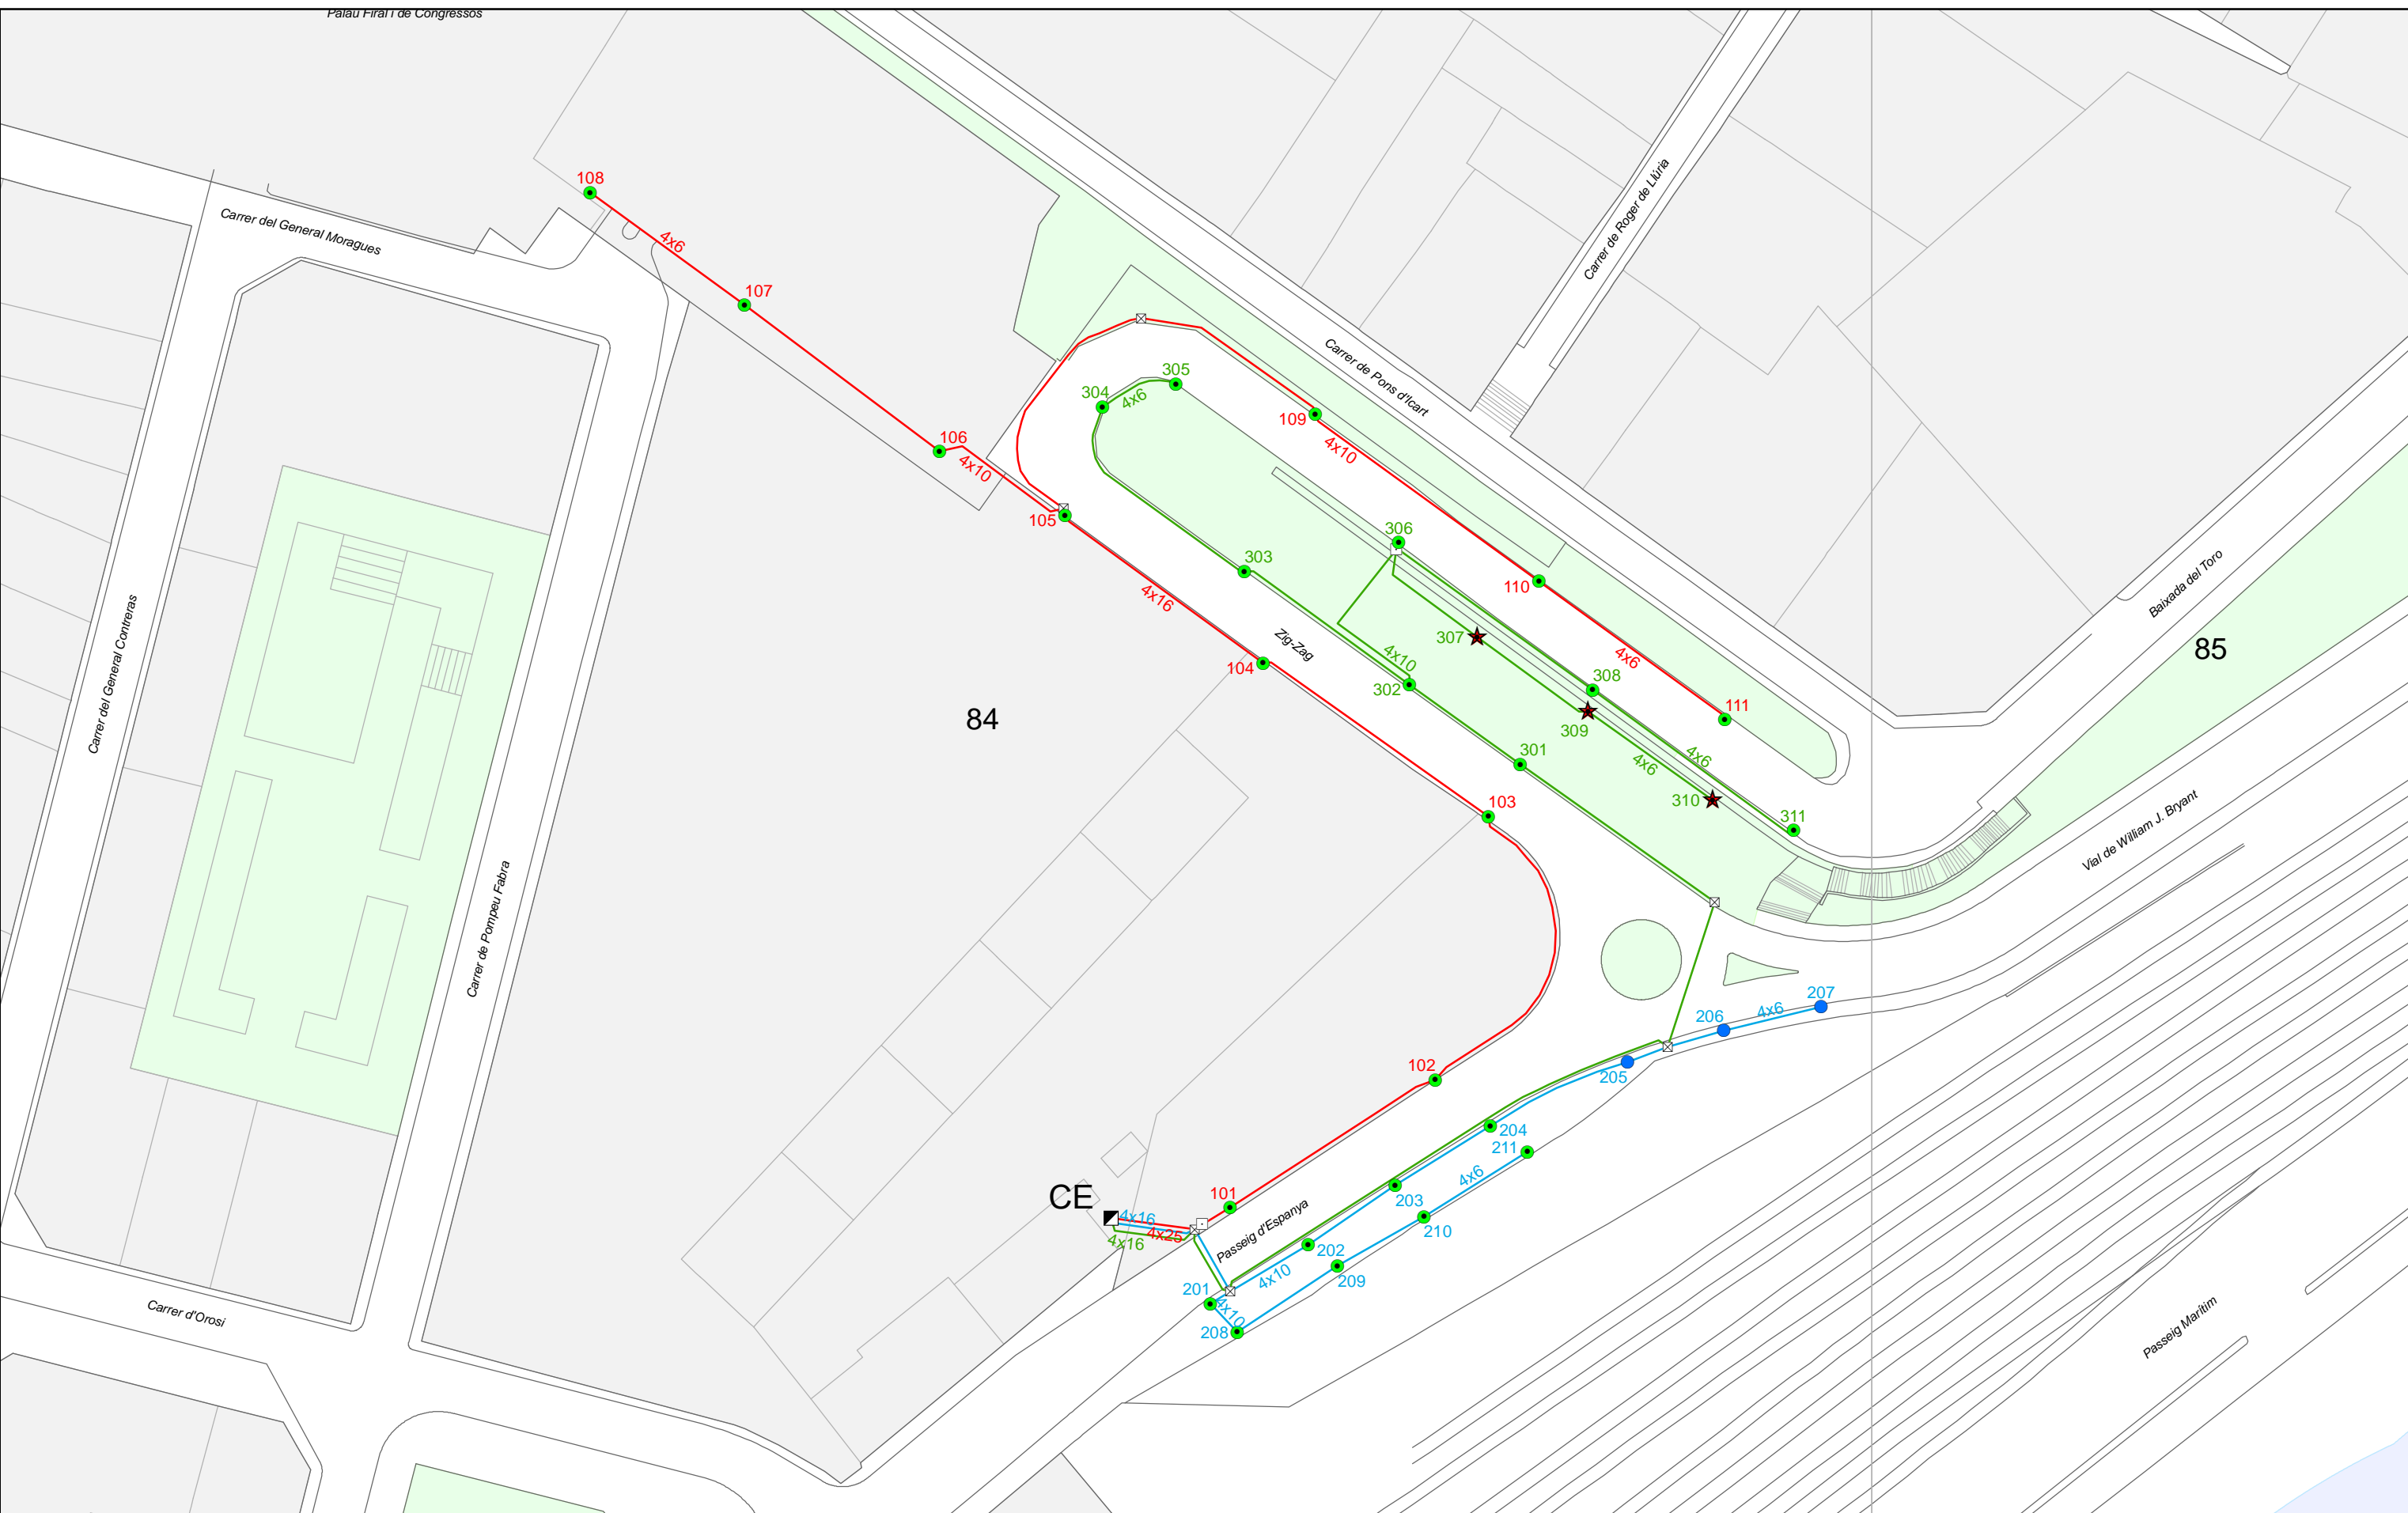 Palau Firal i de Congressos
108
Carrer del General Moragues
4x6
107
Carrer de Roger de Llúria
305
304
4x6
Carrer de Pons d'Icart
109
4x10
106
4x10
105
306
303
110
4x16
Baixada del Toro
Zig-Zag
307
4x10
4x6
85
104
302
308
Carrer del General Contreras
84
111
309
301
4x6
4x6
310
103
311
Vial de William J. Bryant
Carrer de Pompeu Fabra
207
4x6
206
102
205
204
211
4x6
CE
101
203
4x16
4x25
4x16
210
Passeig d'Espanya
202
4x10
209
201
4x10
208
Carrer d'Orosi
Passeig Marítim